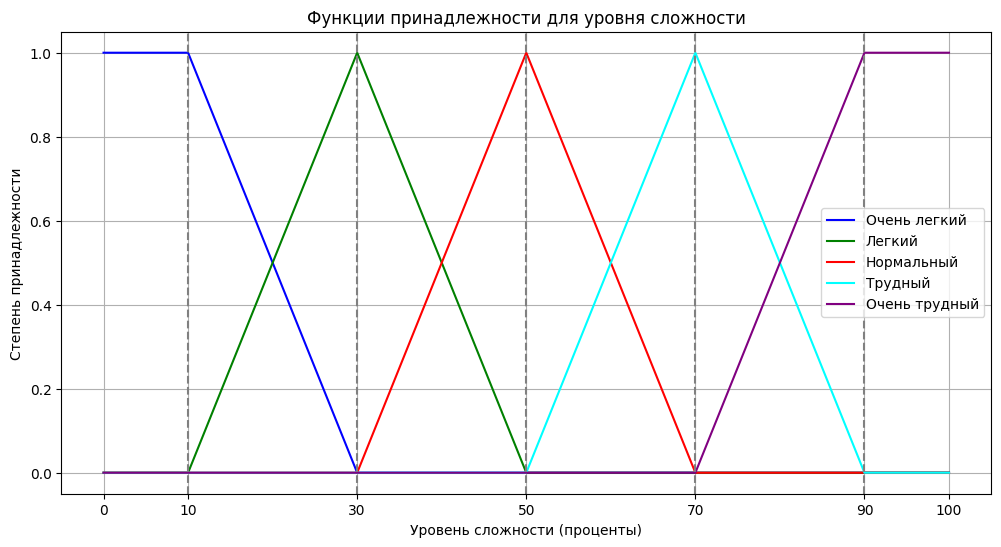 Функции принадлежности для уровня сложности
Степень принадлежности
1.0
0.8
0.6
0.4
0.2
0.0
Очень легкий
Легкий
Нормальный
Трудный
Очень трудный
0 10 30 50 70 90 100
Уровень сложности (проценты)